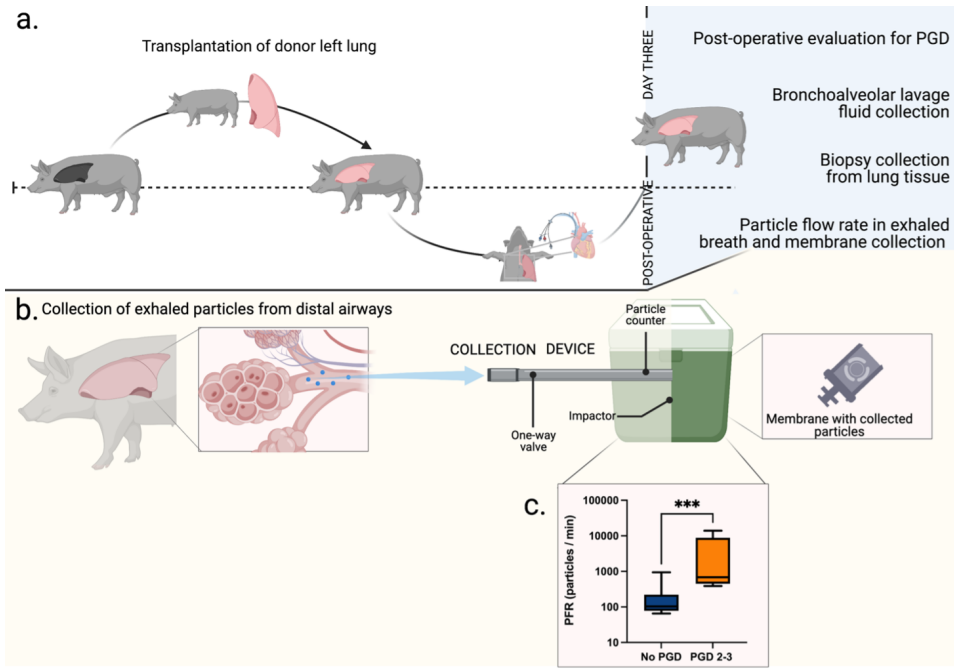 a.
Transplantation of donor left lung
POST-OPERATIVE DAY THREE
Post-operative evaluation for PGD
Bronchoalveolar lavage
fluid collection
Biopsy collection
from lung tissue
Particle flow rate in exhaled
breath and membrane collection
b.
Collection of exhaled particles from distal airways
COLLECTION DEVICE
Particle
counter
Impactor
One-way
valve
Membrane with collected
particles
c.
PFR (particles / min)
100000
10000
1000
100
10
***
No PGD
PGD 2-3